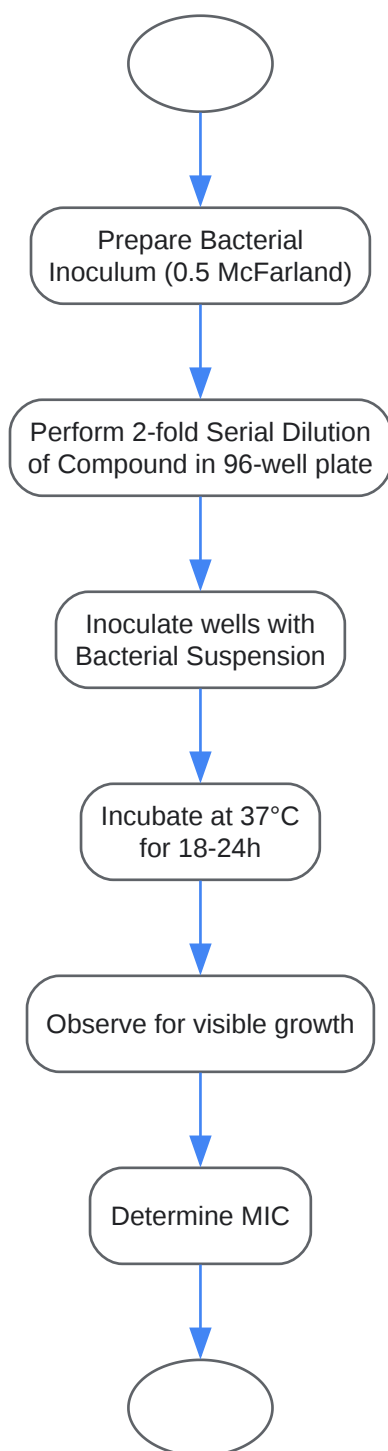 Prepare Bacterial
Inoculum (0.5 McFarland)
Perform 2-fold Serial Dilution
of Compound in 96-well plate
Inoculate wells with
Bacterial Suspension
Incubate at 37°C
for 18-24h
Observe for visible growth
Determine MIC